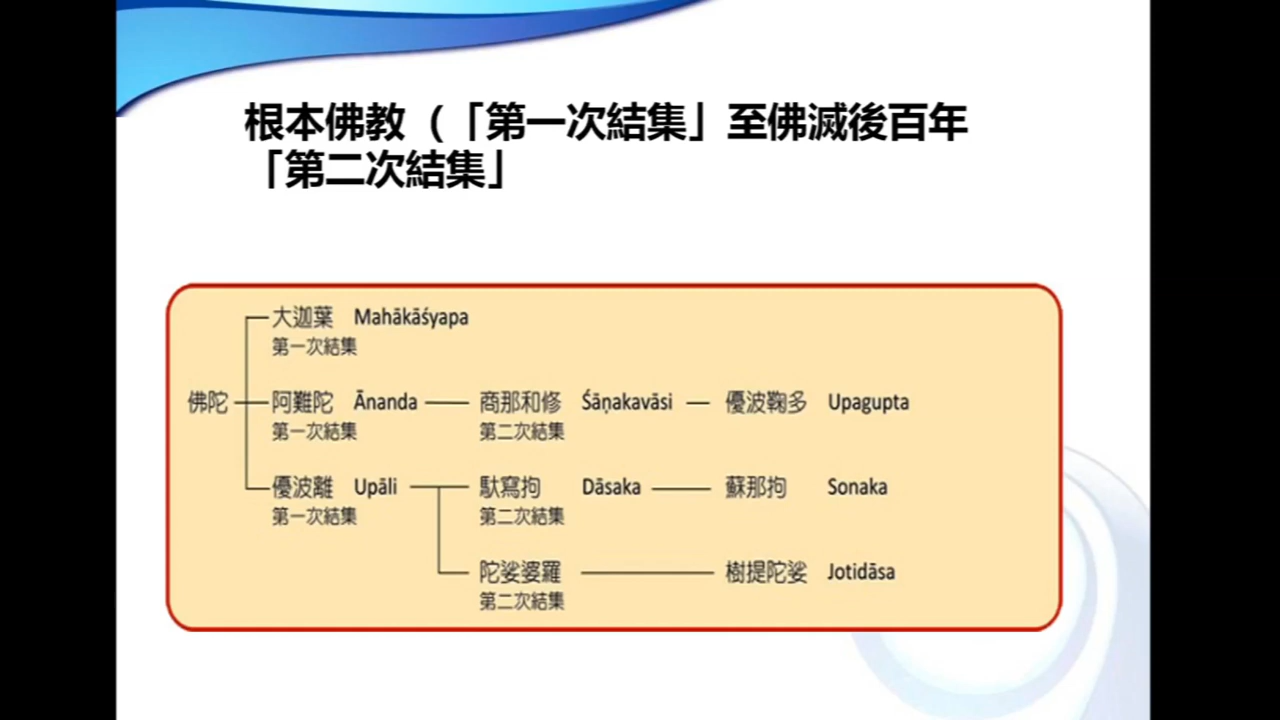 根本佛教（「第一次結集」至佛滅後百年
「第二次結集」
大迦葉 Mahākāśyapa
第一次結集
佛陀 阿難陀 Ānanda 商那和修 Śāṇakavāsi 優波鞠多 Upagupta
第一次結集 第二次結集
優波離 Upāli 馱寫拘 Dāsaka 蘇那拘 Sonaka
第一次結集 第二次結集
陀娑婆羅 樹提陀娑 Jotidāsa
第二次結集